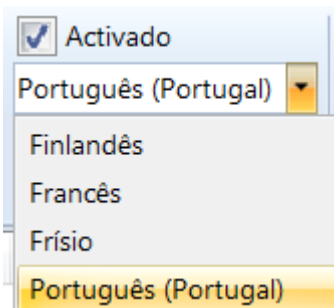 Activado
Português (Portugal)
Finlandês
Francês
Frísio
Português (Portugal)